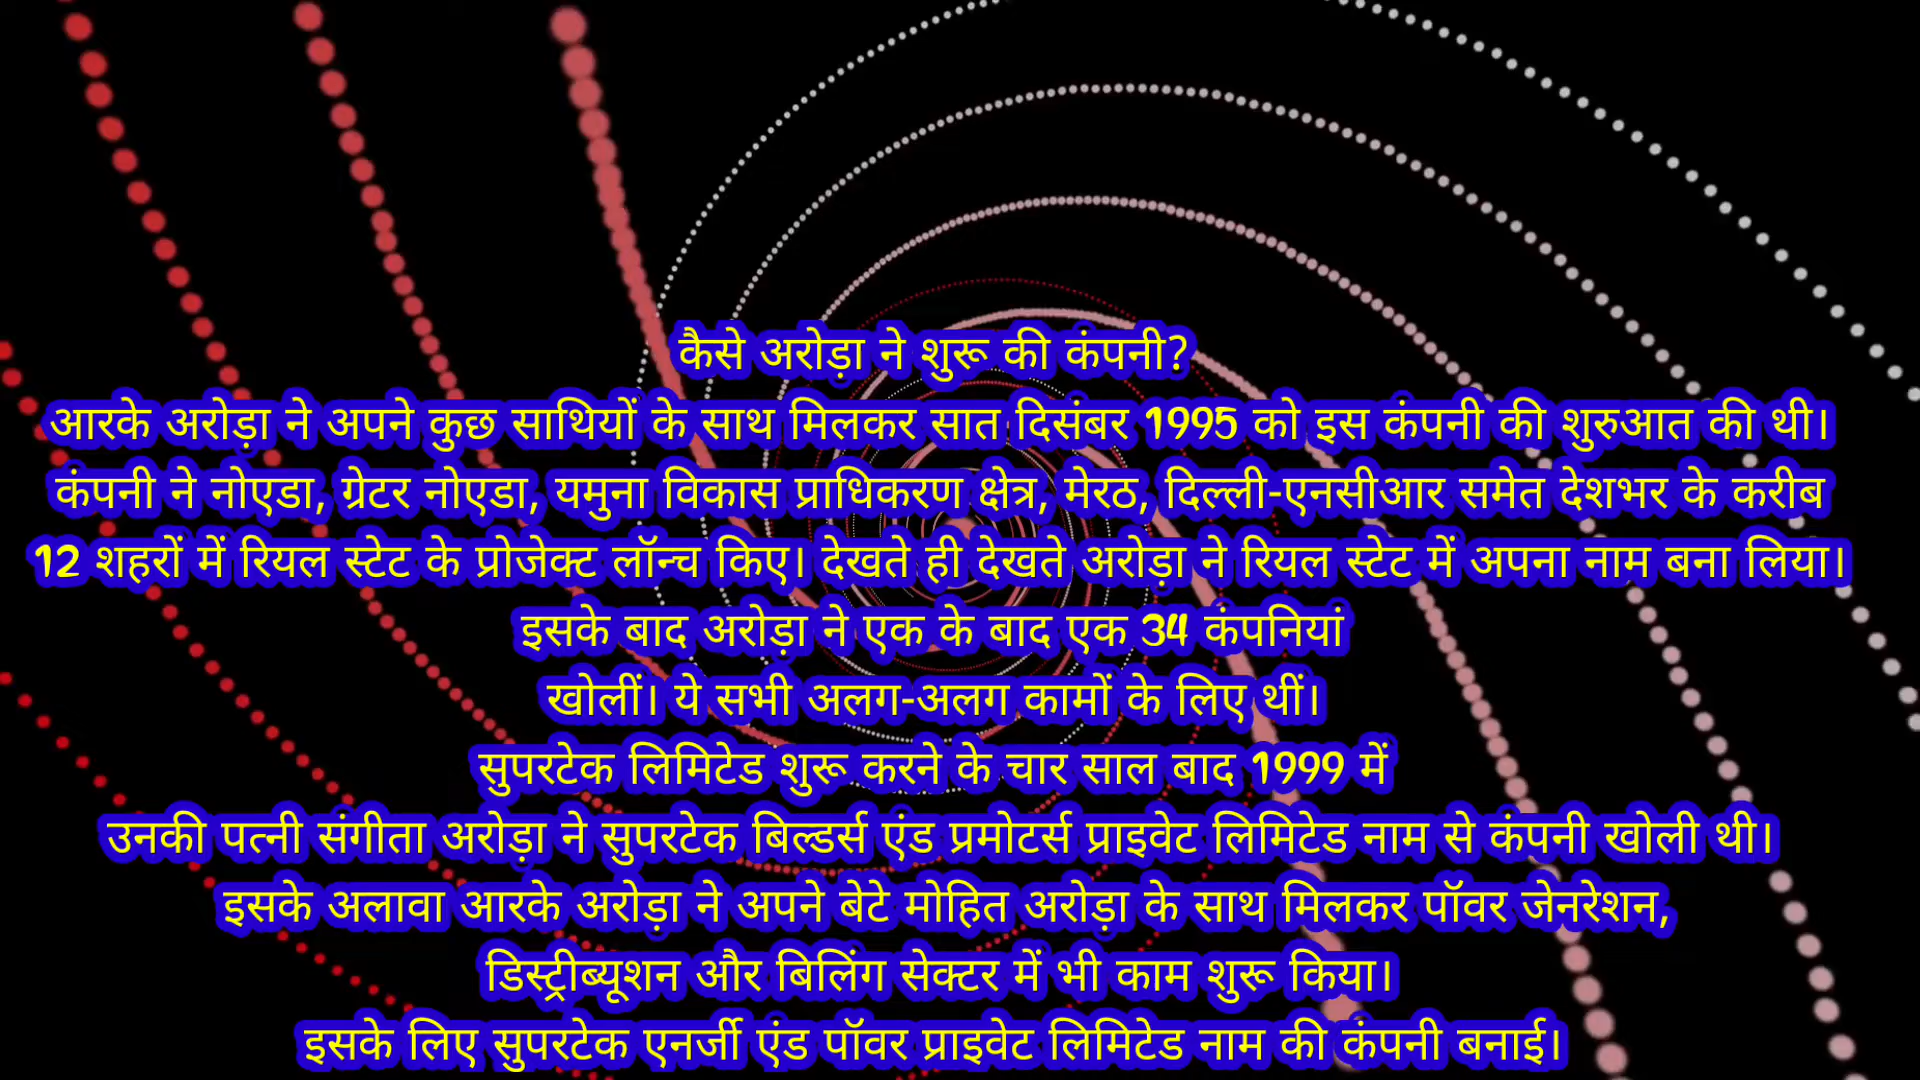 कैसे अरोड़ा ने शुरू की कंपनी?
आरके अरोड़ा ने अपने कुछ साथियों के साथ मिलकर सात दिसंबर 1995 को इस कंपनी की शुरुआत की थी।
कंपनी ने नोएडा, ग्रेटर नोएडा, यमुना विकास प्राधिकरण क्षेत्र, मेरठ, दिल्ली-एनसीआर समेत देशभर के करीब
12 शहरों में रियल स्टेट के प्रोजेक्ट लॉन्च किए। देखते ही देखते अरोड़ा ने रियल स्टेट में अपना नाम बना लिया।
इसके बाद अरोड़ा ने एक के बाद एक 34 कंपनियां
खोलीं। ये सभी अलग-अलग कामों के लिए थीं।
सुपरटेक लिमिटेड शुरू करने के चार साल बाद 1999 में
उनकी पत्नी संगीता अरोड़ा ने सुपरटेक बिल्डर्स एंड प्रमोटर्स प्राइवेट लिमिटेड नाम से कंपनी खोली थी।
इसके अलावा आरके अरोड़ा ने अपने बेटे मोहित अरोड़ा के साथ मिलकर पॉवर जेनरेशन,
डिस्ट्रीब्यूशन और बिलिंग सेक्टर में भी काम शुरू किया।
इसके लिए सुपरटेक एनर्जी एंड पॉवर प्राइवेट लिमिटेड नाम की कंपनी बनाई।